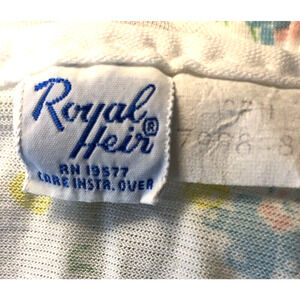 Royal
Heir®
RN 19577
CARE INSTR. OVER